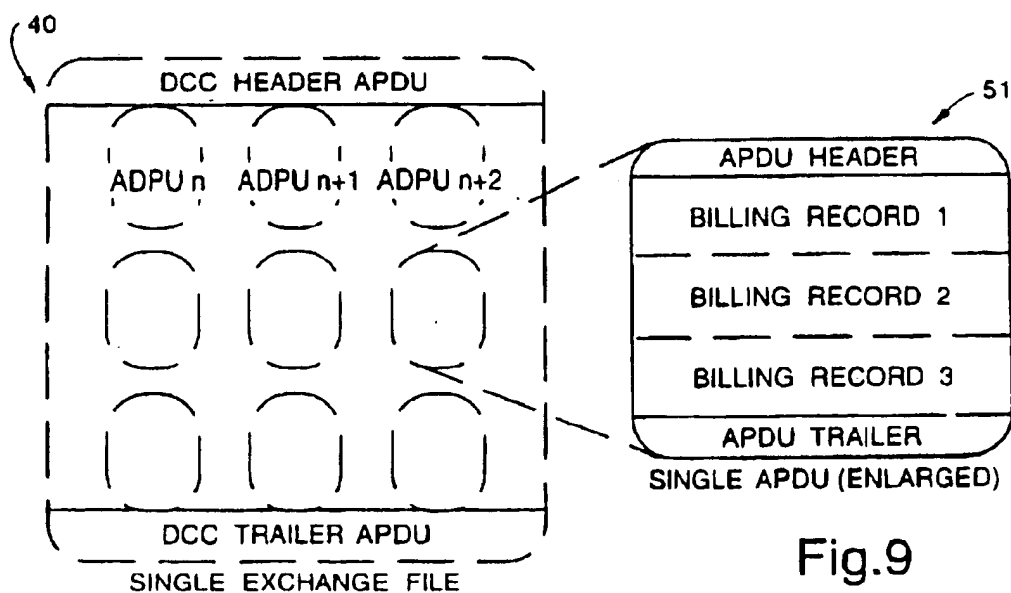 40
DCC HEADER APDU
ADPU n ADPU n+1 ADPU n+2
DCC TRAILER APDU
SINGLE EXCHANGE FILE
51
APDU HEADER
BILLING RECORD 1
BILLING RECORD 2
BILLING RECORD 3
APDU TRAILER
SINGLE APDU (ENLARGED)
Fig.9